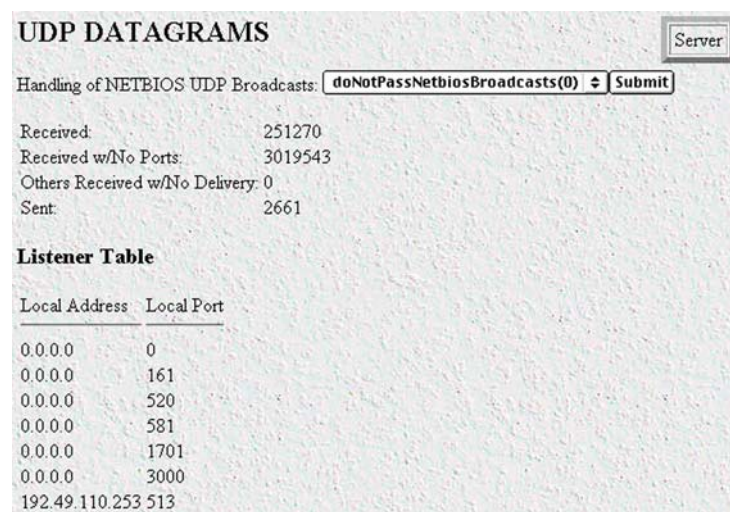 UDP DATAGRAMS
Server
Handling of NETBIOS UDP Broadcasts: doNotPassNetbiosBroadcasts(0) Submit
Received: 251270
Received w/No Ports: 3019543
Others Received w/No Delivery: 0
Sent: 2661
Listener Table
Local Address Local Port
0.0.0.0 0
0.0.0.0 161
0.0.0.0 520
0.0.0.0 581
0.0.0.0 1701
0.0.0.0 3000
192.49.110.253 513